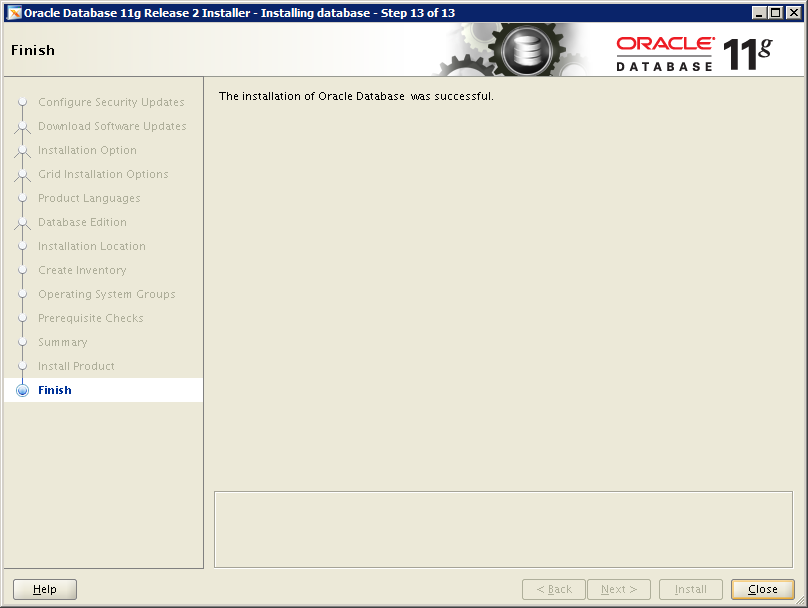 Oracle Database 11g Release 2 Installer - Installing database - Step 13 of 13
Finish
ORACLE®
DATABASE
11g
Configure Security Updates
Download Software Updates
Installation Option
Grid Installation Options
Product Languages
Database Edition
Installation Location
Create Inventory
Operating System Groups
Prerequisite Checks
Summary
Install Product
Finish
The installation of Oracle Database was successful.
Help
< Back
Next >
Install
Close